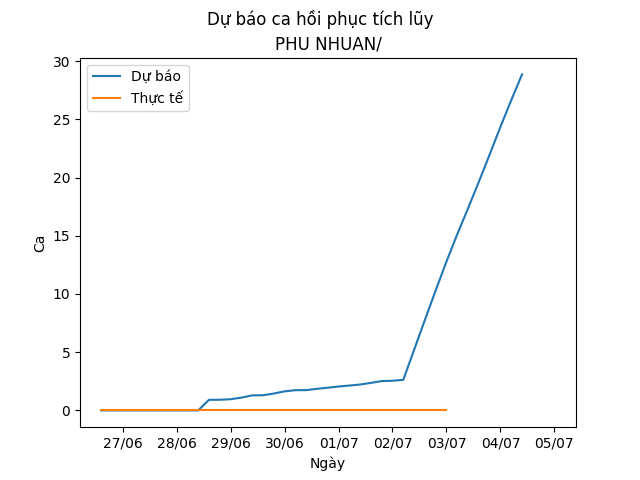 Dự báo ca hồi phục tích lũy
PHU NHUAN/
Dự báo
Thực tế
30
25
20
15
10
5
0
Ca
27/06 28/06 29/06 30/06 01/07 02/07 03/07 04/07 05/07
Ngày